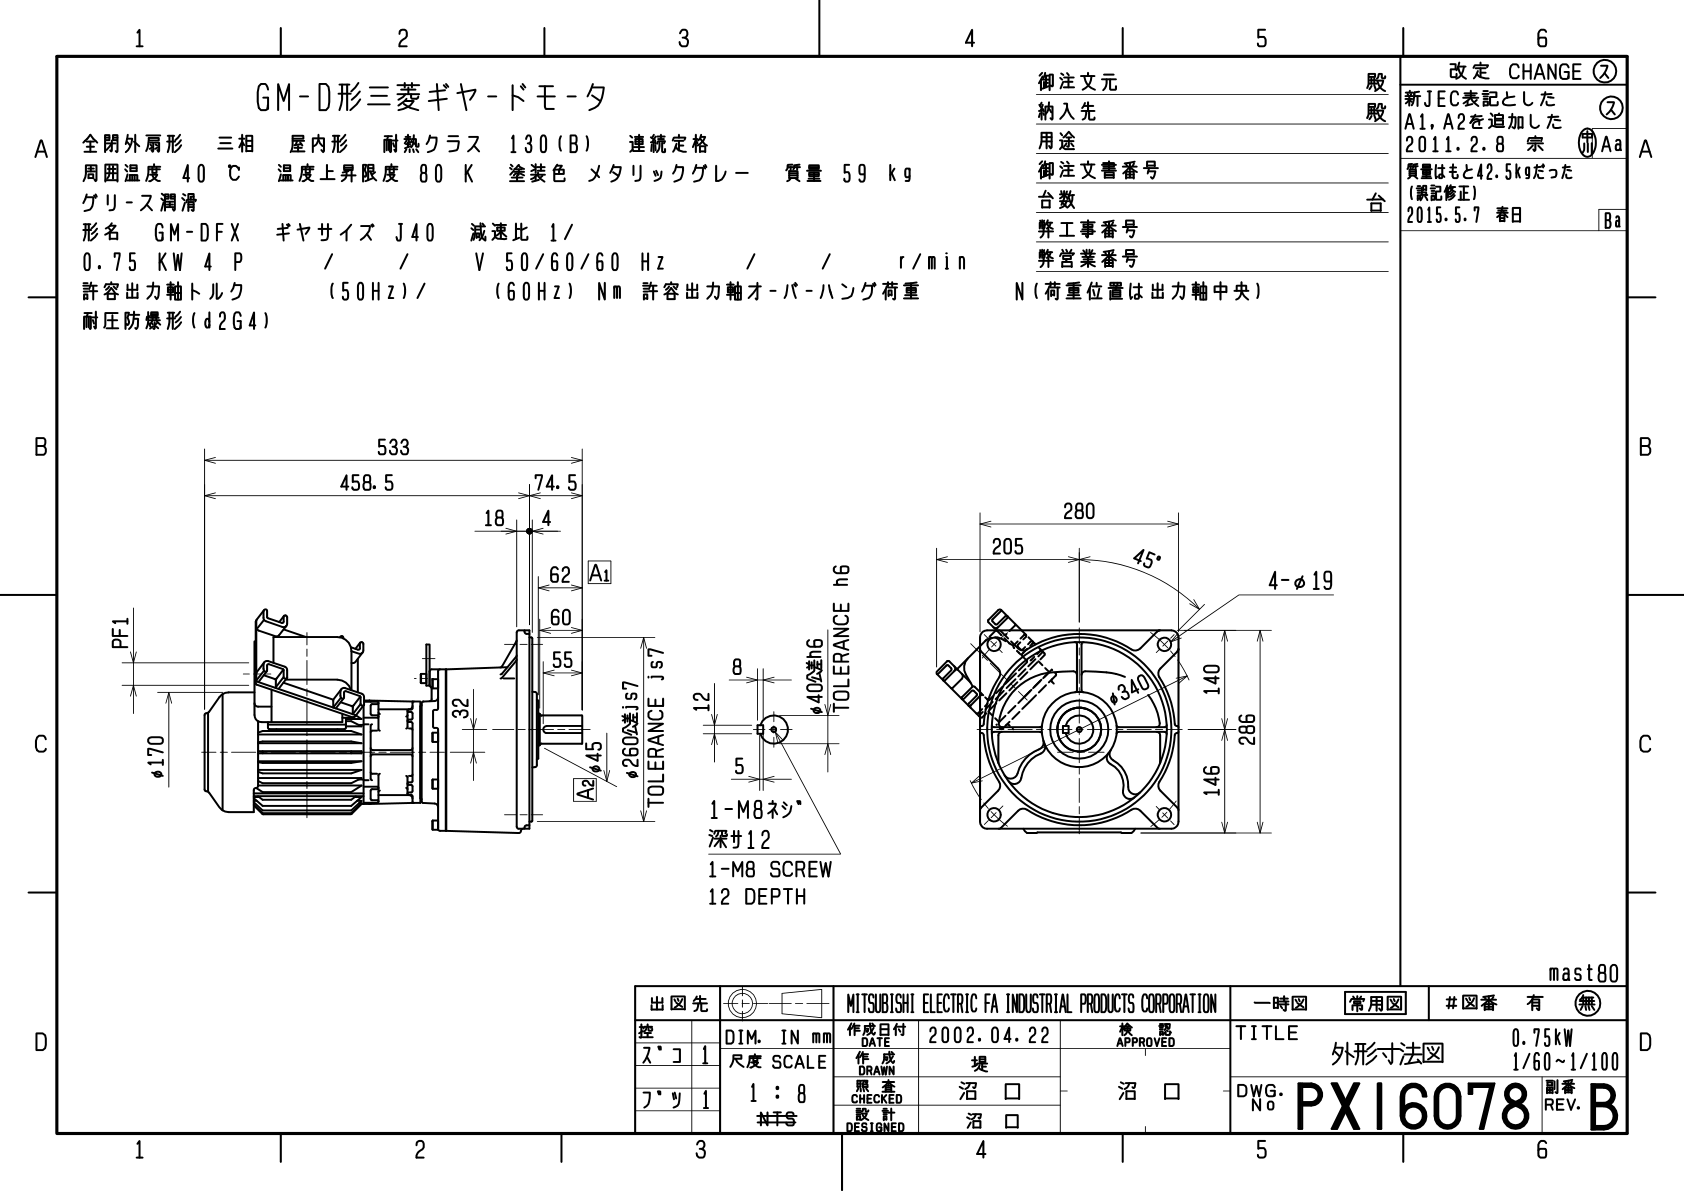 1 2 3 4 5 6
A
B
C
D
A
B
C
D
GM-D形三菱ギヤードモータ
全閉外扇形 三相 屋内形 耐熱クラス 130(B) 連続定格
周囲温度 40 ℃ 温度上昇限度 80 K 塗装色 メタリックグレー 質量 59 kg
グリース潤滑
形名 GM-DFX ギヤサイズ J40 減速比 1/
0.75 KW 4 P / / V 50/60/60 Hz / / r/min
許容出力軸トルク (50Hz)/ (60Hz) Nm 許容出力軸オーバーハング荷重 N(荷重位置は出力軸中央)
耐圧防爆形(d2G4)
御注文元 殿
納入先 殿
用途
御注文書番号
台数 台
弊工事番号
弊営業番号
改定 CHANGE ス
新JEC表記とした
A1,A2を追加した ス
2011.2.8 宗 Aa
質量はもと42.5kgだった
(誤記修正)
2015.5.7 春日 Ba
533
458.5 74.5
18 4
62 A1
60
55
PF1
φ170
32
φ45
A2
φ260公差js7
TOLERANCE js7
8
12
5
φ40公差h6
TOLERANCE h6
1-M8ネジ
深サ12
1-M8 SCREW
12 DEPTH
280
205
45°
4-φ19
φ340
140
146
286
mast80
出図先
控
ズコ 1
ブツ 1
DIM. IN mm
尺度 SCALE
1 : 8
NTS
MITSUBISHI ELECTRIC FA INDUSTRIAL PRODUCTS CORPORATION
作成日付 DATE 2002.04.22
作成 DRAWN 堤
照査 CHECKED 沼口
設計 DESIGNED 沼口
検認 APPROVED
沼口
一時図 常用図 #図番 有 無
TITLE
外形寸法図
0.75kW
1/60~1/100
DWG. No PX16078
副番 REV. B
1 2 3 4 5 6